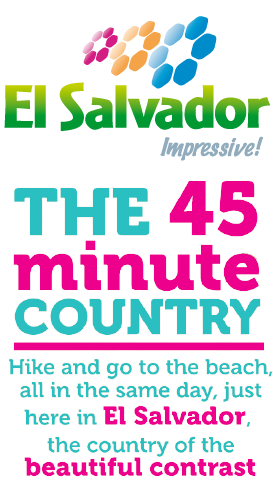 El Salvador
Impressive!
THE 45
minute
COUNTRY
Hike and go to the beach,
all in the same day, just
here in El Salvador,
the country of the
beautiful contrast